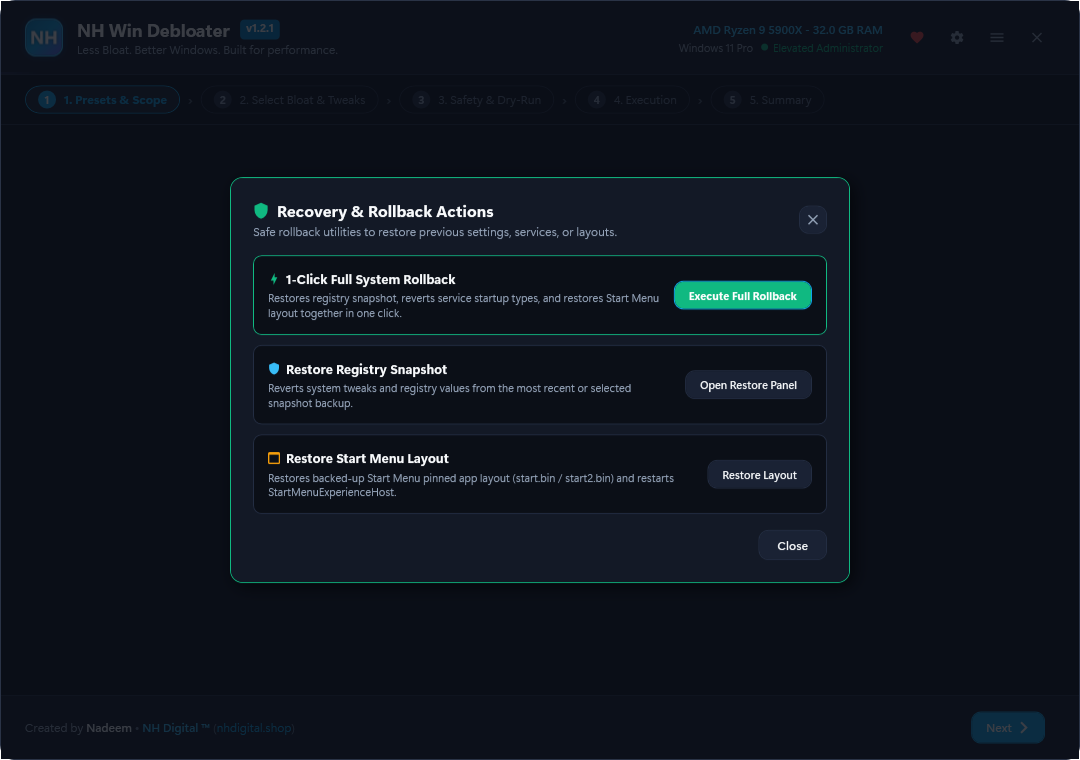 NH
NH Win Debloater v1.2.1
Less Bloat. Better Windows. Built for performance.
AMD Ryzen 9 5900X - 32.0 GB RAM
Windows 11 Pro ● Elevated Administrator
1 1. Presets & Scope › 2 2. Select Bloat & Tweaks › 3 3. Safety & Dry-Run › 4 4. Execution › 5 5. Summary
Recovery & Rollback Actions
Safe rollback utilities to restore previous settings, services, or layouts.
1-Click Full System Rollback
Restores registry snapshot, reverts service startup types, and restores Start Menu
layout together in one click.
Execute Full Rollback
Restore Registry Snapshot
Reverts system tweaks and registry values from the most recent or selected
snapshot backup.
Open Restore Panel
Restore Start Menu Layout
Restores backed-up Start Menu pinned app layout (start.bin / start2.bin) and restarts
StartMenuExperienceHost.
Restore Layout
Close
Created by Nadeem • NH Digital ™ (nhdigital.shop)
Next